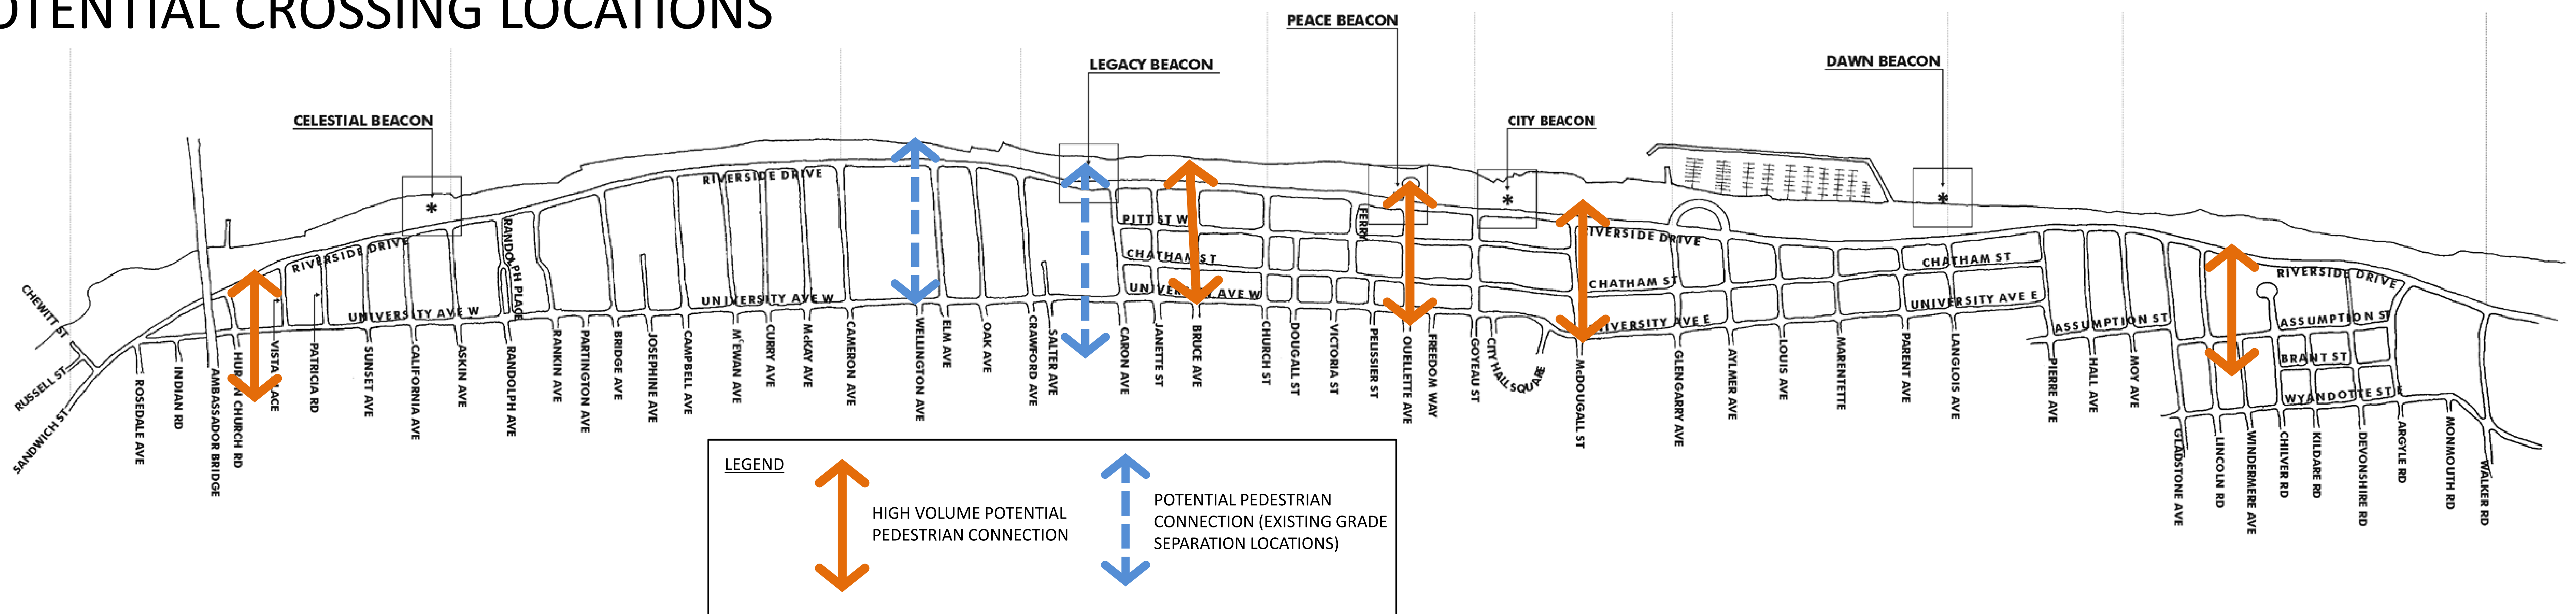 OTENTIAL CROSSING LOCATIONS
PEACE BEACON
LEGACY BEACON
DAWN BEACON
CELESTIAL BEACON
CITY BEACON
RIVERSIDE DRIVE
RIVERSIDE DRIVE
RANDOLPH PLACE
PITT ST W
FERRY
IVERSIDE DRIVE
CHATHAM ST
CHATHAM ST
CHATHAM ST
RIVERSIDE DRIVE
UNIVERSITY AVE W
UNIVERSITY AVE W
AVE W
IVERSITY AVE E
UNIVERSITY AVE E
ASSUMPTION ST
ASSUMPTION ST
BRANT ST
WYANDOTTE ST E
CHEWITT ST
RUSSELL ST
SANDWICH ST
ROSEDALE AVE
INDIAN RD
AMBASSADOR BRIDGE
HURON CHURCH RD
VISTA PLACE
PATRICIA RD
SUNSET AVE
CALIFORNIA AVE
ASKIN AVE
RANDOLPH AVE
RANKIN AVE
PARTINGTON AVE
BRIDGE AVE
JOSEPHINE AVE
CAMPBELL AVE
McEWAN AVE
CURRY AVE
McKAY AVE
CAMERON AVE
WELLINGTON AVE
ELM AVE
OAK AVE
CRAWFORD AVE
SALTER AVE
CARON AVE
JANETTE ST
BRUCE AVE
CHURCH ST
DOUGALL ST
VICTORIA ST
PELISSIER ST
OUELLETTE AVE
FREEDOM WAY
GOYEAU ST
CITY HALL SQUARE
McDOUGALL ST
GLENGARRY AVE
AYLMER AVE
LOUIS AVE
MARENTETTE
PARENT AVE
LANGLOIS AVE
PIERRE AVE
HALL AVE
MOY AVE
GLADSTONE AVE
LINCOLN RD
WINDERMERE AVE
CHILVER RD
KILDARE RD
DEVONSHIRE RD
ARGYLE RD
MONMOUTH RD
WALKER RD
LEGEND
HIGH VOLUME POTENTIAL
PEDESTRIAN CONNECTION
POTENTIAL PEDESTRIAN
CONNECTION (EXISTING GRADE
SEPARATION LOCATIONS)